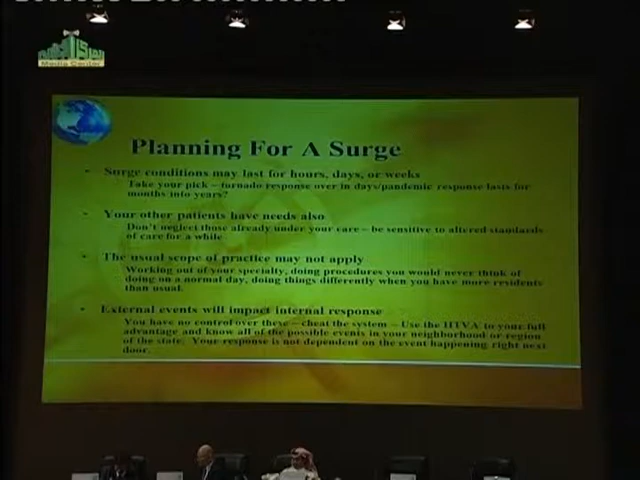 Media Center
Planning For A Surge
- Surge conditions may last for hours, days, or weeks
Take your pick – tornado response over in days/pandemic response lasts for
months into years?
- Your other patients have needs also
Don't neglect those already under your care – be sensitive to altered standards
of care for a while
- The usual scope of practice may not apply
Working out of your specialty, doing procedures you would never think of
doing on a normal day, doing things differently when you have more residents
than usual.
- External events will impact internal response
You have no control over these – cheat the system – Use the HVA to your full
advantage and know all of the possible events in your neighborhood or region
of the state. Your response is not dependent on the event happening right next
door.